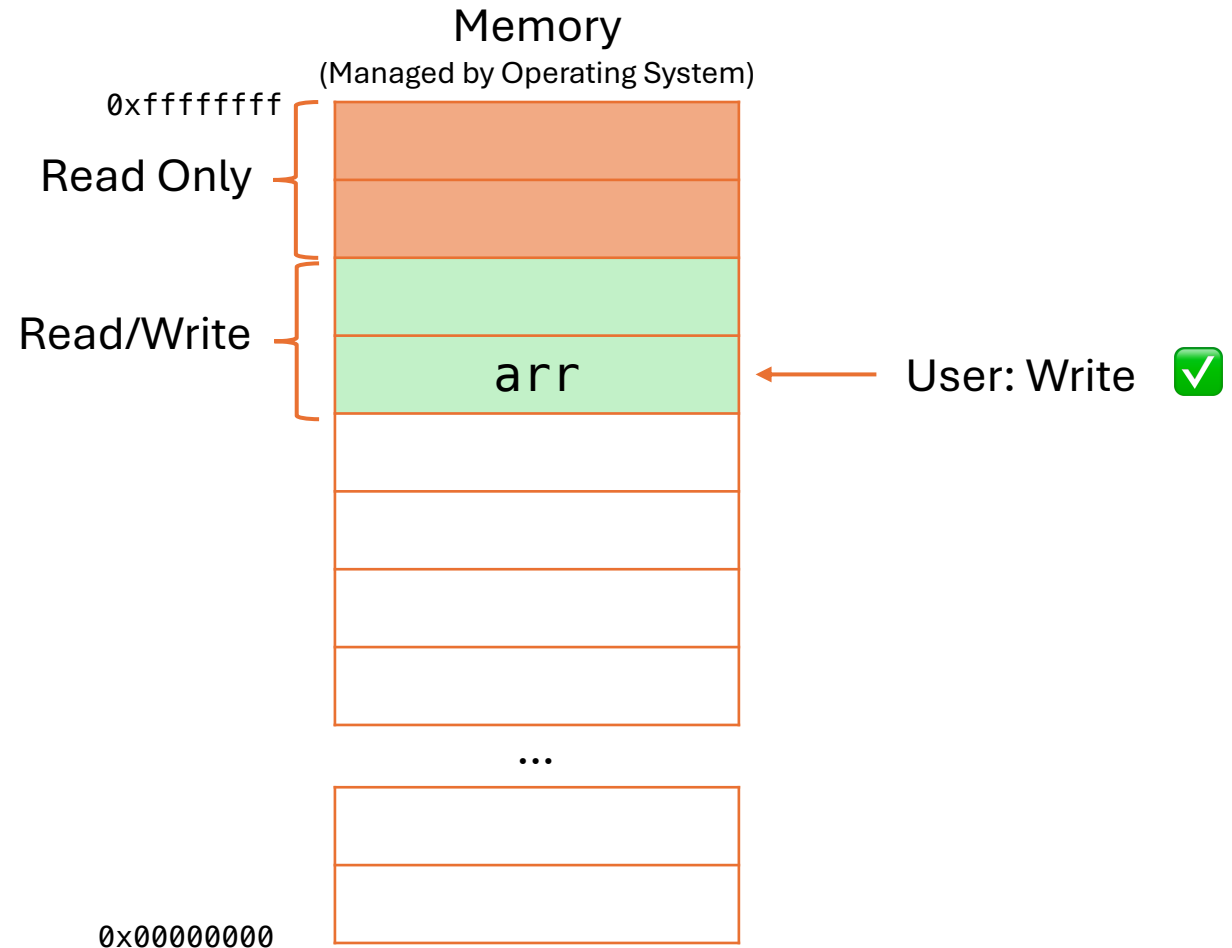 Memory
(Managed by Operating System)
0xffffffff
Read Only
Read/Write
arr
User: Write ✅
...
0x00000000